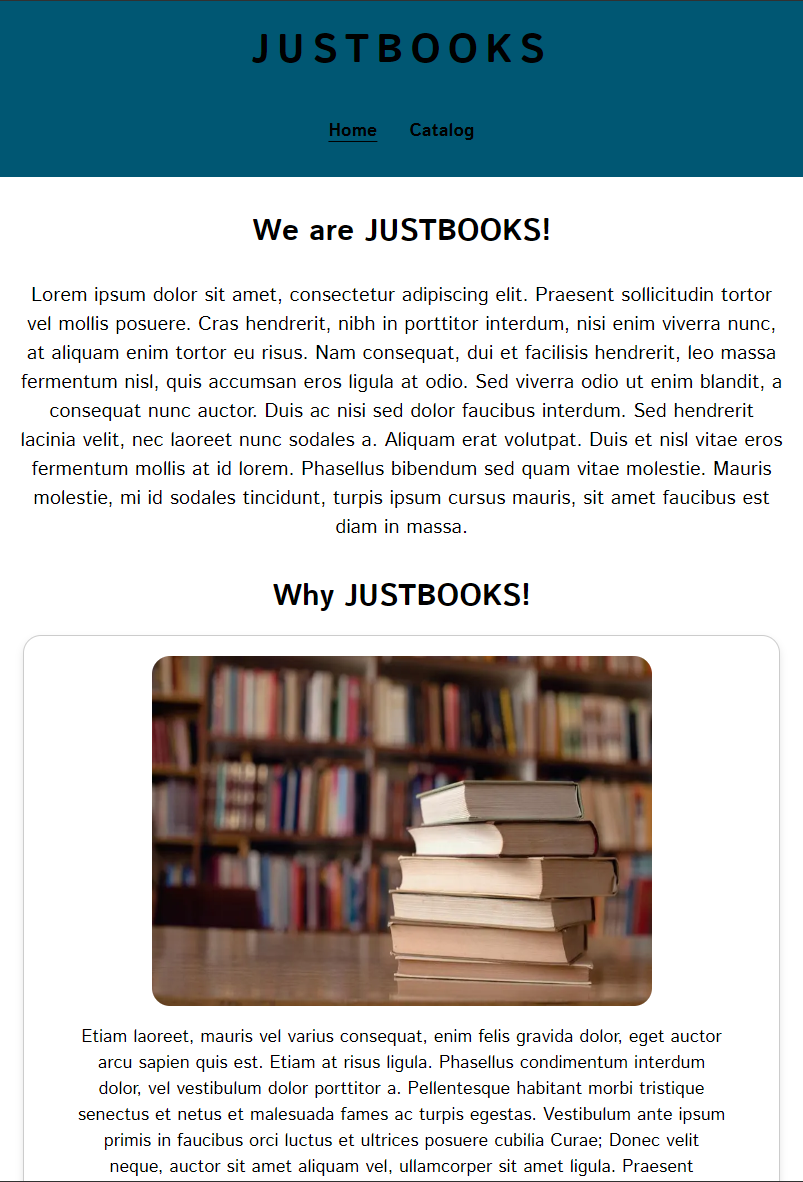 JUSTBOOKS
Home Catalog
We are JUSTBOOKS!
Lorem ipsum dolor sit amet, consectetur adipiscing elit. Praesent sollicitudin tortor
vel mollis posuere. Cras hendrerit, nibh in porttitor interdum, nisi enim viverra nunc,
at aliquam enim tortor eu risus. Nam consequat, dui et facilisis hendrerit, leo massa
fermentum nisl, quis accumsan eros ligula at odio. Sed viverra odio ut enim blandit, a
consequat nunc auctor. Duis ac nisi sed dolor faucibus interdum. Sed hendrerit
lacinia velit, nec laoreet nunc sodales a. Aliquam erat volutpat. Duis et nisl vitae eros
fermentum mollis at id lorem. Phasellus bibendum sed quam vitae molestie. Mauris
molestie, mi id sodales tincidunt, turpis ipsum cursus mauris, sit amet faucibus est
diam in massa.
Why JUSTBOOKS!
Etiam laoreet, mauris vel varius consequat, enim felis gravida dolor, eget auctor
arcu sapien quis est. Etiam at risus ligula. Phasellus condimentum interdum
dolor, vel vestibulum dolor porttitor a. Pellentesque habitant morbi tristique
senectus et netus et malesuada fames ac turpis egestas. Vestibulum ante ipsum
primis in faucibus orci luctus et ultrices posuere cubilia Curae; Donec velit
neque, auctor sit amet aliquam vel, ullamcorper sit amet ligula. Praesent